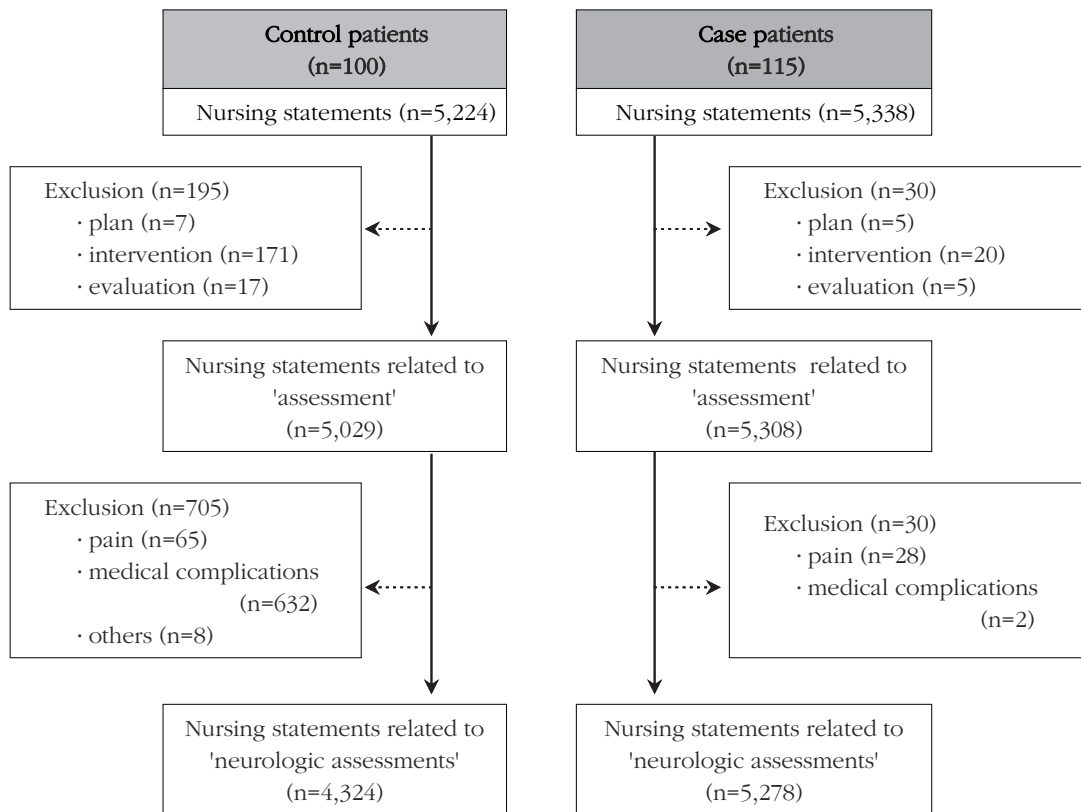 Control patients
(n=100)
Nursing statements (n=5,224)
Exclusion (n=195)
· plan (n=7)
· intervention (n=171)
· evaluation (n=17)
Nursing statements related to
'assessment'
(n=5,029)
Exclusion (n=705)
· pain (n=65)
· medical complications
(n=632)
· others (n=8)
Nursing statements related to
'neurologic assessments'
(n=4,324)
Case patients
(n=115)
Nursing statements (n=5,338)
Exclusion (n=30)
· plan (n=5)
· intervention (n=20)
· evaluation (n=5)
Nursing statements related to
'assessment'
(n=5,308)
Exclusion (n=30)
· pain (n=28)
· medical complications
(n=2)
Nursing statements related to
'neurologic assessments'
(n=5,278)